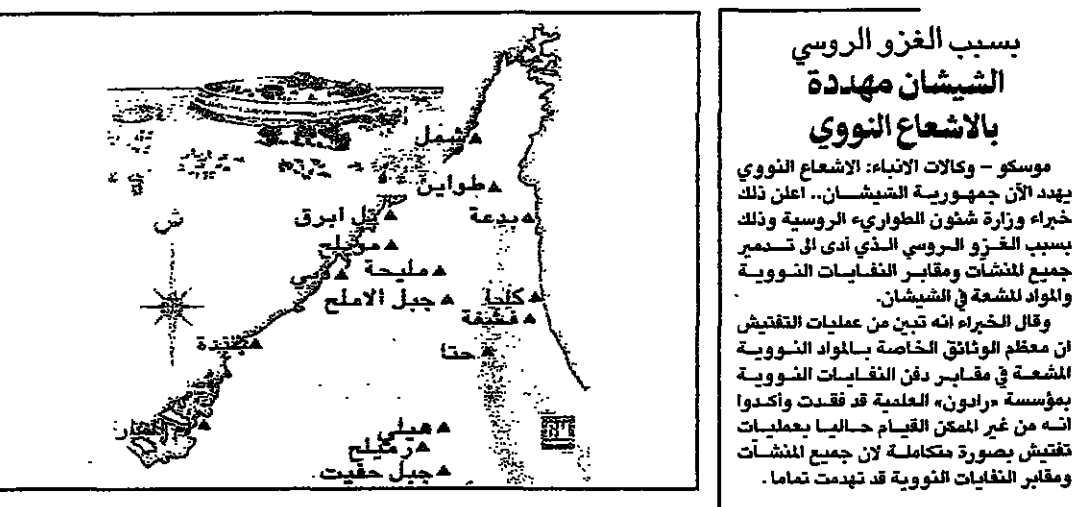 بسبب الغزو الروسي
الشيشان مهددة
بالاشعاع النووي
موسكو – وكالات الانباء: الاشعاع النووي
يهدد الآن جمهورية الشيشان.. اعلن ذلك
خبراء وزارة شئون الطواريء الروسية وذلك
بسبب الغزو الروسي الذي أدى الى تدمير
جميع المنشآت ومقابر النفايات النووية
والمواد المشعة في الشيشان.
وقال الخبراء انه تبين من عمليات التفتيش
ان معظم الوثائق الخاصة بالمواد النووية
المشعة في مقابر دفن النفايات النووية
بمؤسسة «رادون» العلمية قد فقدت وأكدوا
انه من غير الممكن القيام حاليا بعمليات
تفتيش بصورة متكاملة لان جميع المنشآت
ومقابر النفايات النووية قد تهدمت تماما.
شمل
طواين
تل ابرق
بدعة
ش
مويلح
مليحة
دبي
جبل الاملح
كلبا
فشغة
حتا
هيلي
رميلح
جبل حفيت